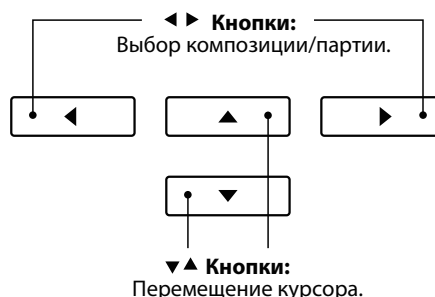 ◀ ▶ Кнопки:
Выбор композиции/партии.
◀ ▲ ▶
▼
▼▲ Кнопки:
Перемещение курсора.